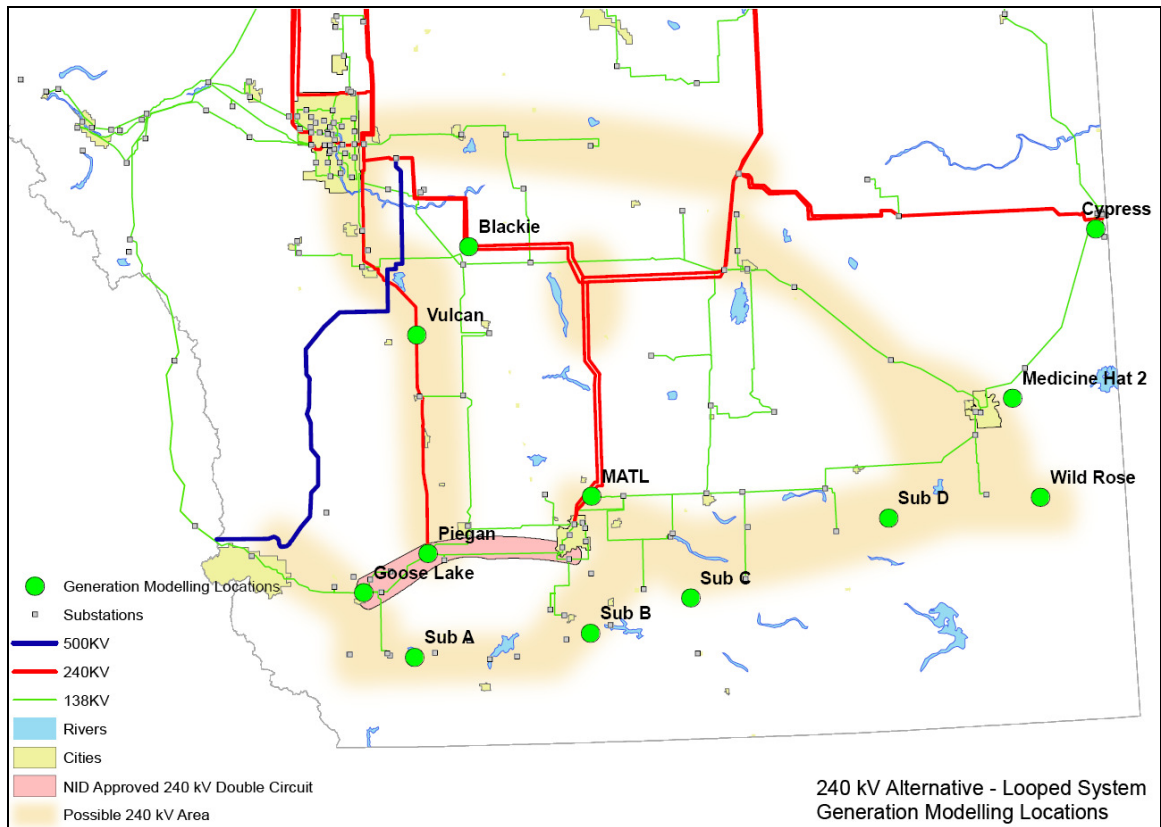 Blackie
Cypress
Vulcan
Medicine Hat 2
MATL
Wild Rose
Sub D
Piegan
Goose Lake
Sub C
Sub B
Sub A
Generation Modelling Locations
Substations
500KV
240KV
138KV
Rivers
Cities
NID Approved 240 kV Double Circuit
Possible 240 kV Area
240 kV Alternative - Looped System
Generation Modelling Locations